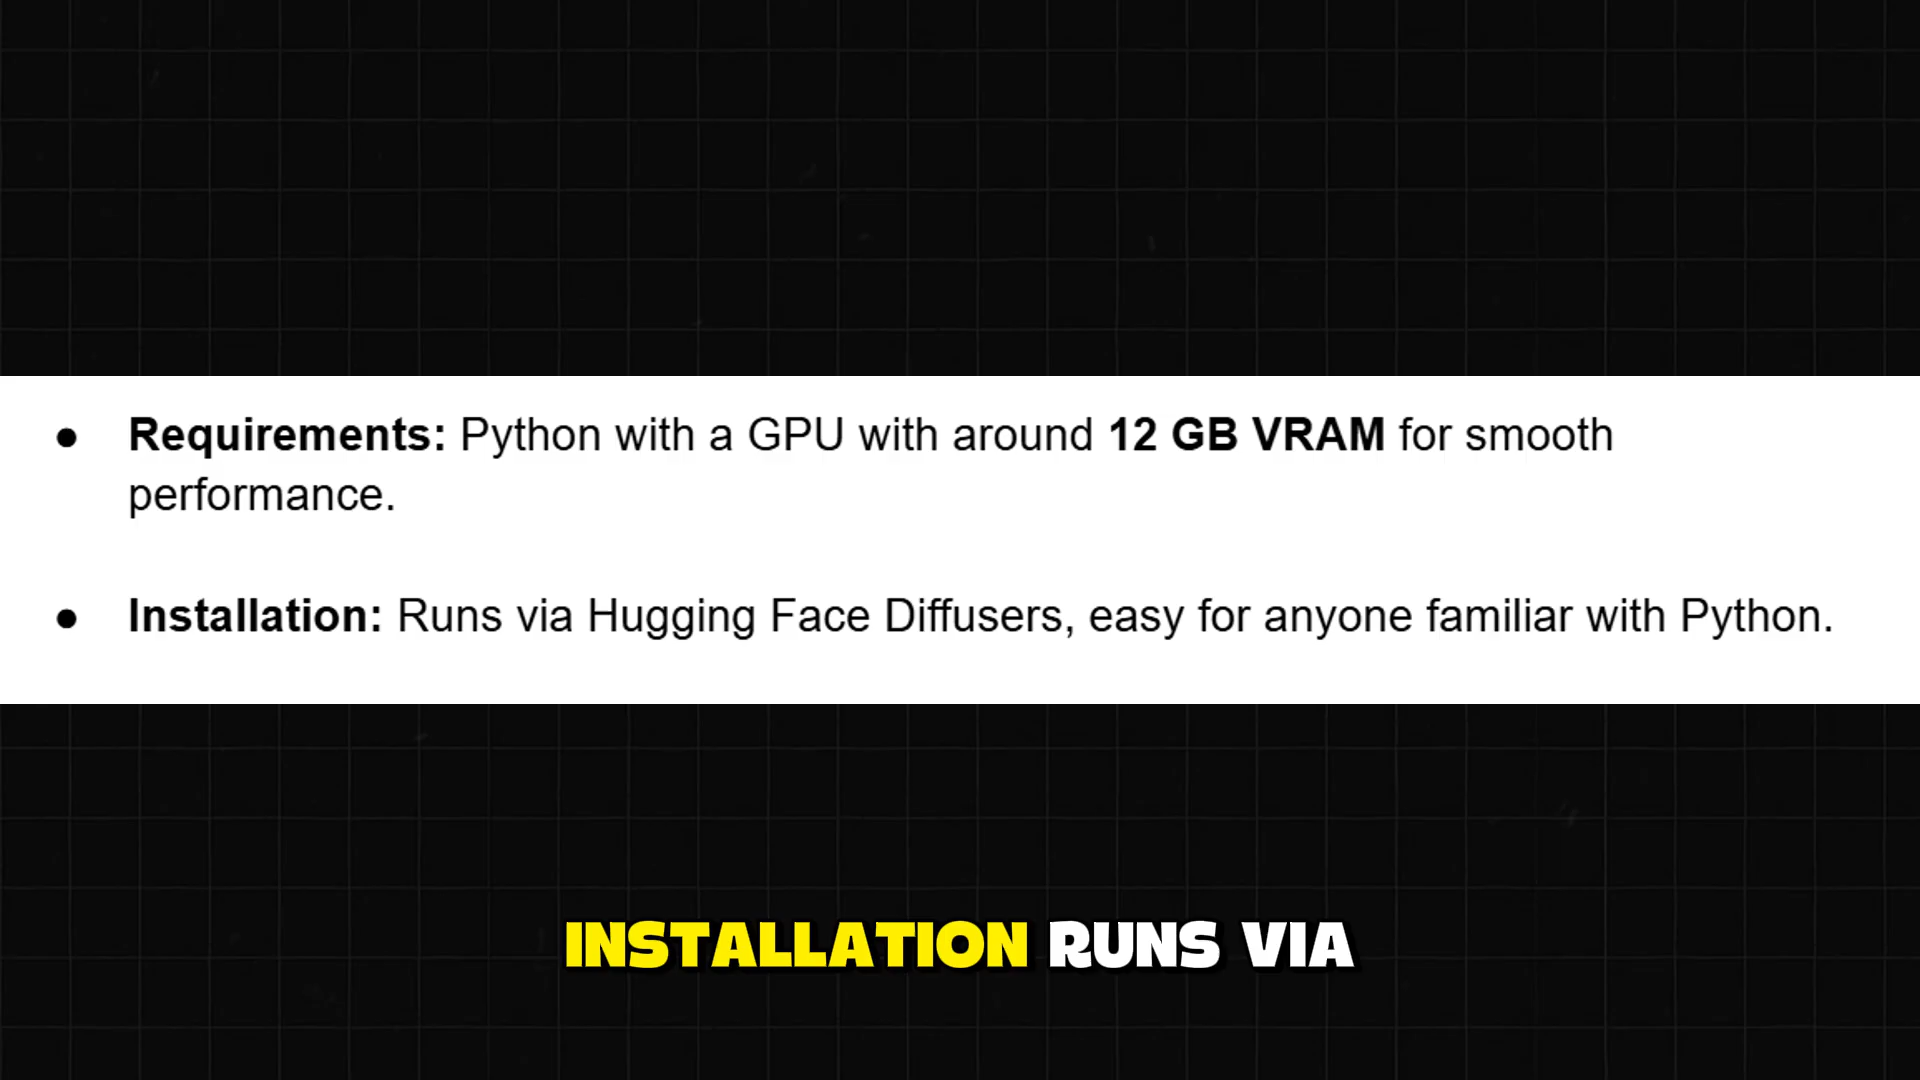 ● Requirements: Python with a GPU with around 12 GB VRAM for smooth
performance.
● Installation: Runs via Hugging Face Diffusers, easy for anyone familiar with Python.
INSTALLATION RUNS VIA